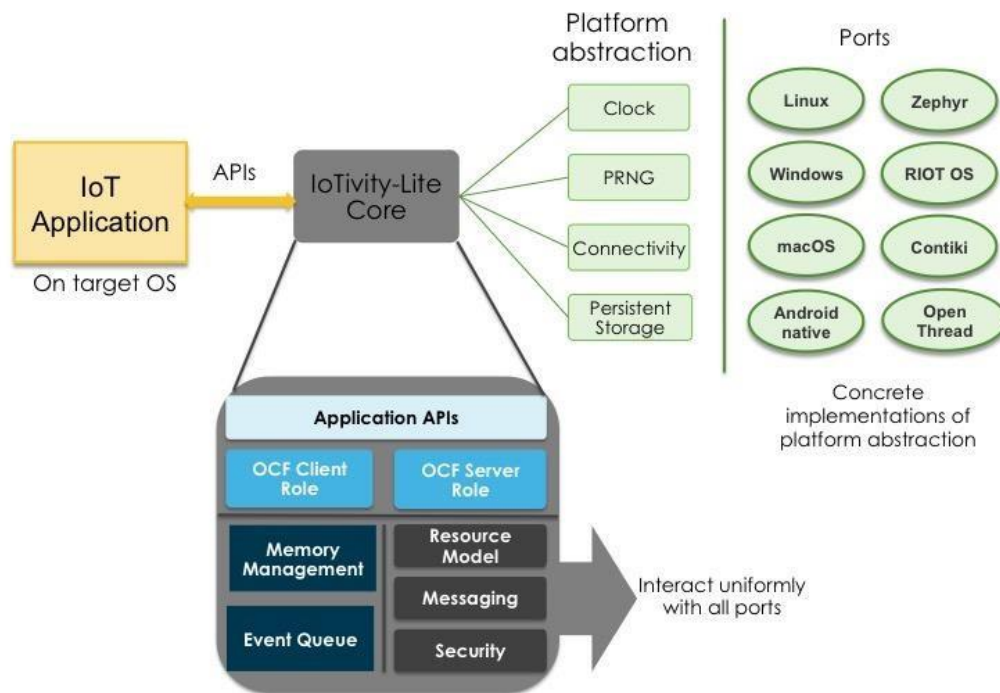 Platform
abstraction
Ports
Clock
PRNG
Connectivity
Persistent
Storage
Linux
Zephyr
Windows
RIOT OS
macOS
Contiki
Android
native
Open
Thread
Concrete
implementations of
platform abstraction
IoT
Application
On target OS
APIs
IoTivity-Lite
Core
Application APIs
OCF Client
Role
OCF Server
Role
Memory
Management
Event Queue
Resource
Model
Messaging
Security
Interact uniformly
with all ports